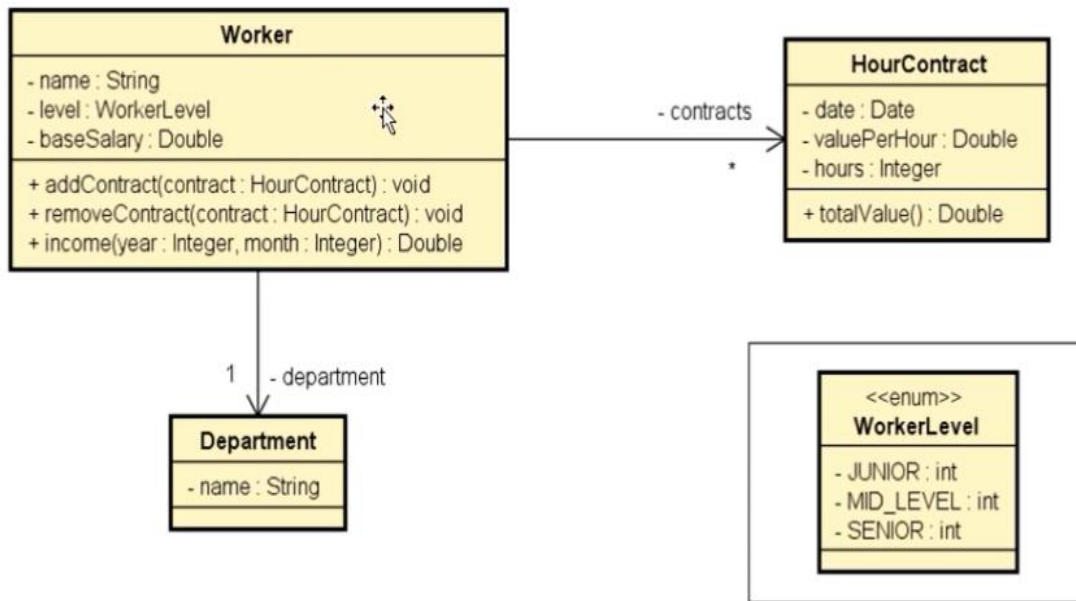 Worker
- name : String
- level : WorkerLevel
- baseSalary : Double
+ addContract(contract : HourContract) : void
+ removeContract(contract : HourContract) : void
+ income(year : Integer, month : Integer) : Double
- contracts
*
HourContract
- date : Date
- valuePerHour : Double
- hours : Integer
+ totalValue() : Double
1
- department
Department
- name : String
<<enum>>
WorkerLevel
- JUNIOR : int
- MID_LEVEL : int
- SENIOR : int